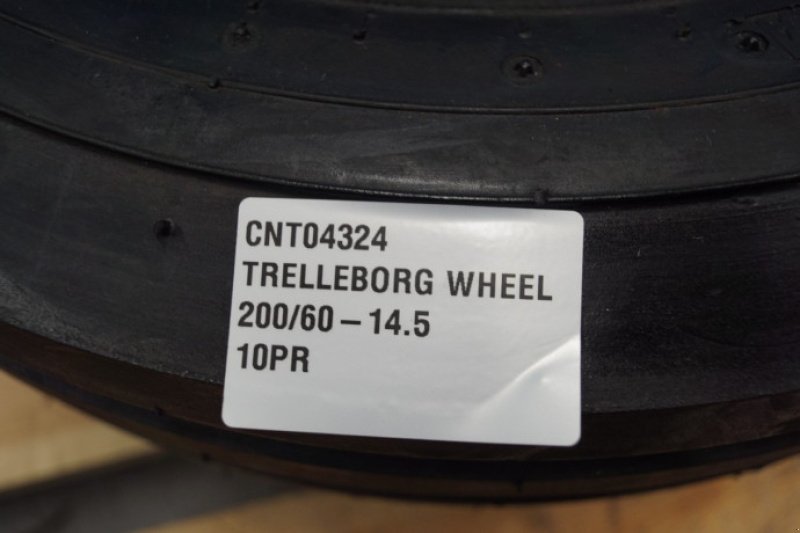 CNT04324
TRELLEBORG WHEEL
200/60 – 14.5
10PR